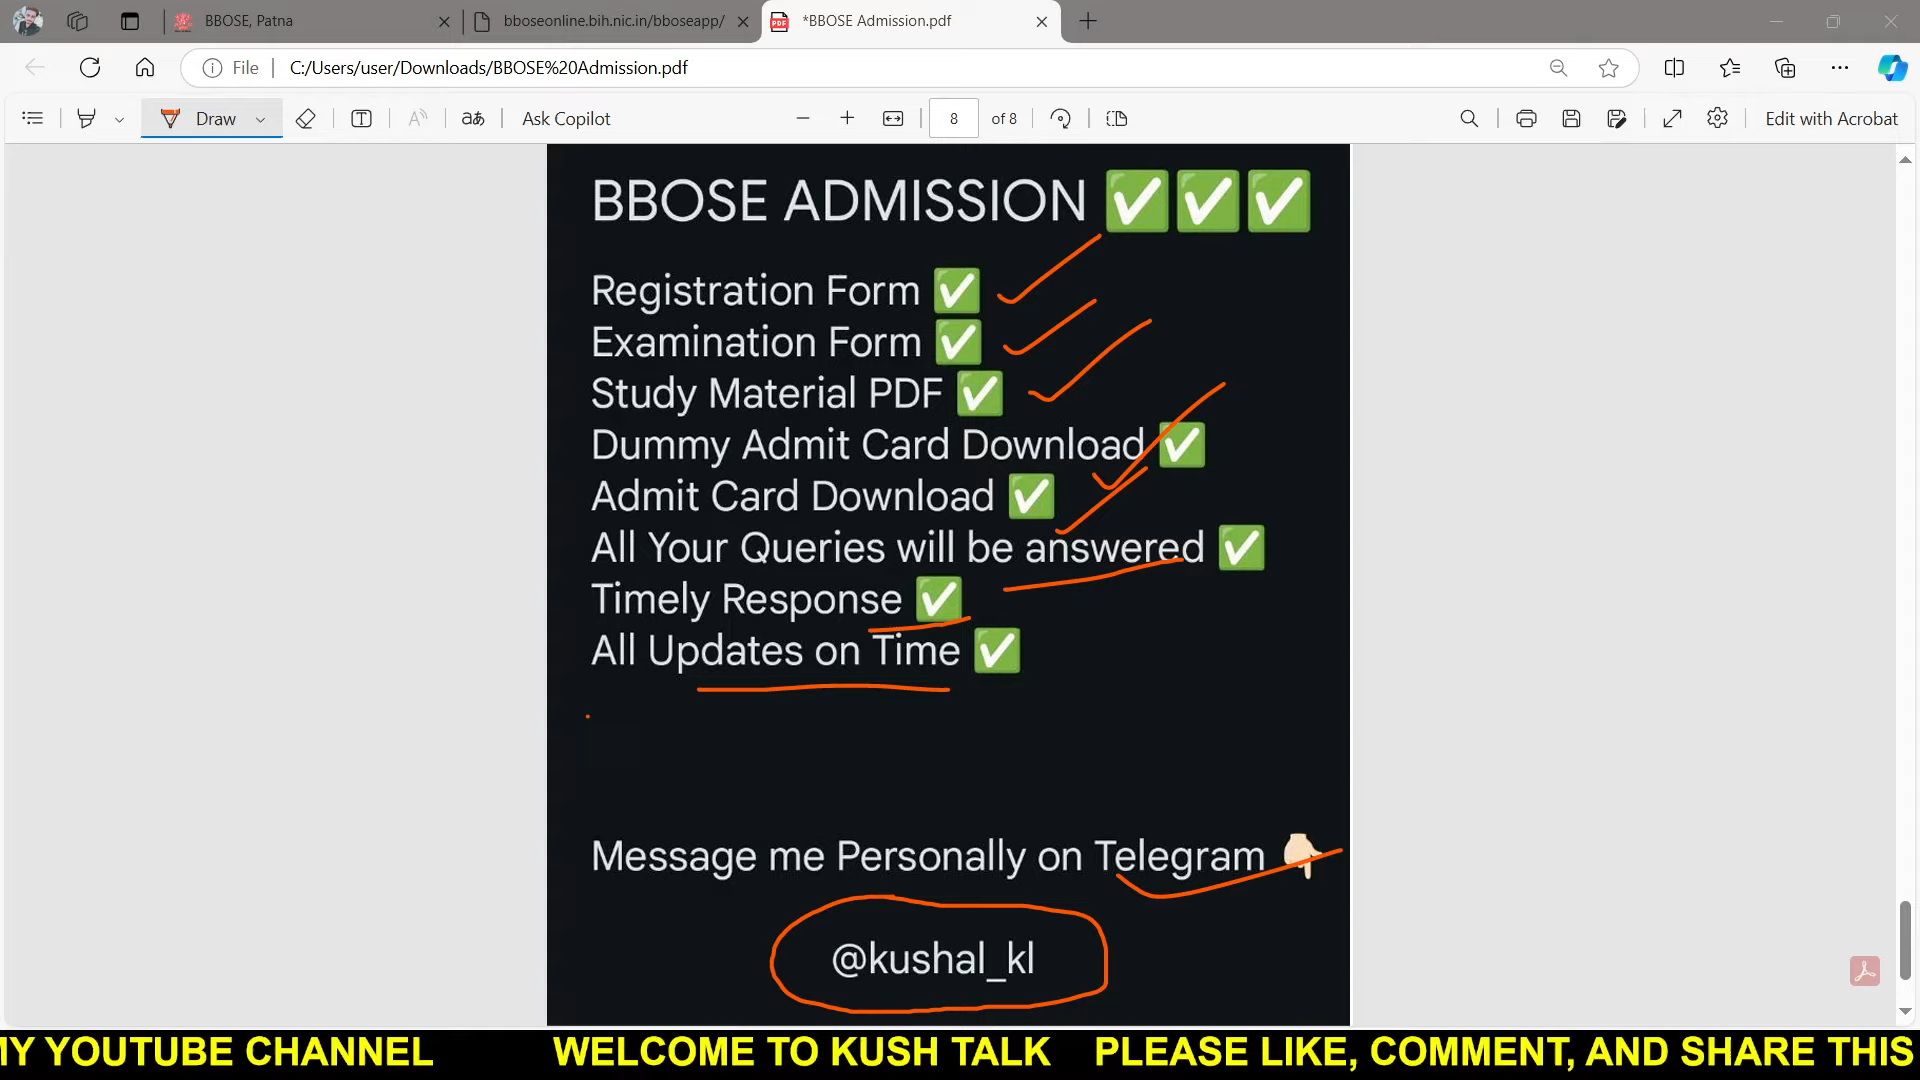 BBOSE, Patna
bboseonline.bih.nic.in/bboseapp/
*BBOSE Admission.pdf
File
C:/Users/user/Downloads/BBOSE%20Admission.pdf
Draw
Ask Copilot
8
of 8
Edit with Acrobat
BBOSE ADMISSION ✅✅✅
Registration Form ✅
Examination Form ✅
Study Material PDF ✅
Dummy Admit Card Download ✅
Admit Card Download ✅
All Your Queries will be answered ✅
Timely Response ✅
All Updates on Time ✅
Message me Personally on Telegram 👇🏻
@kushal_kl
MY YOUTUBE CHANNEL WELCOME TO KUSH TALK PLEASE LIKE, COMMENT, AND SHARE THIS